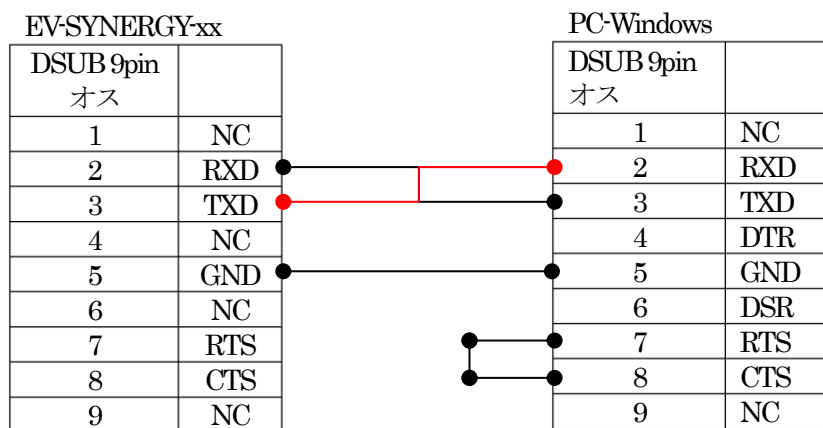 EV-SYNERGY-xx
DSUB 9pin
オス
1 NC
2 RXD
3 TXD
4 NC
5 GND
6 NC
7 RTS
8 CTS
9 NC
PC-Windows
DSUB 9pin
オス
1 NC
2 RXD
3 TXD
4 DTR
5 GND
6 DSR
7 RTS
8 CTS
9 NC